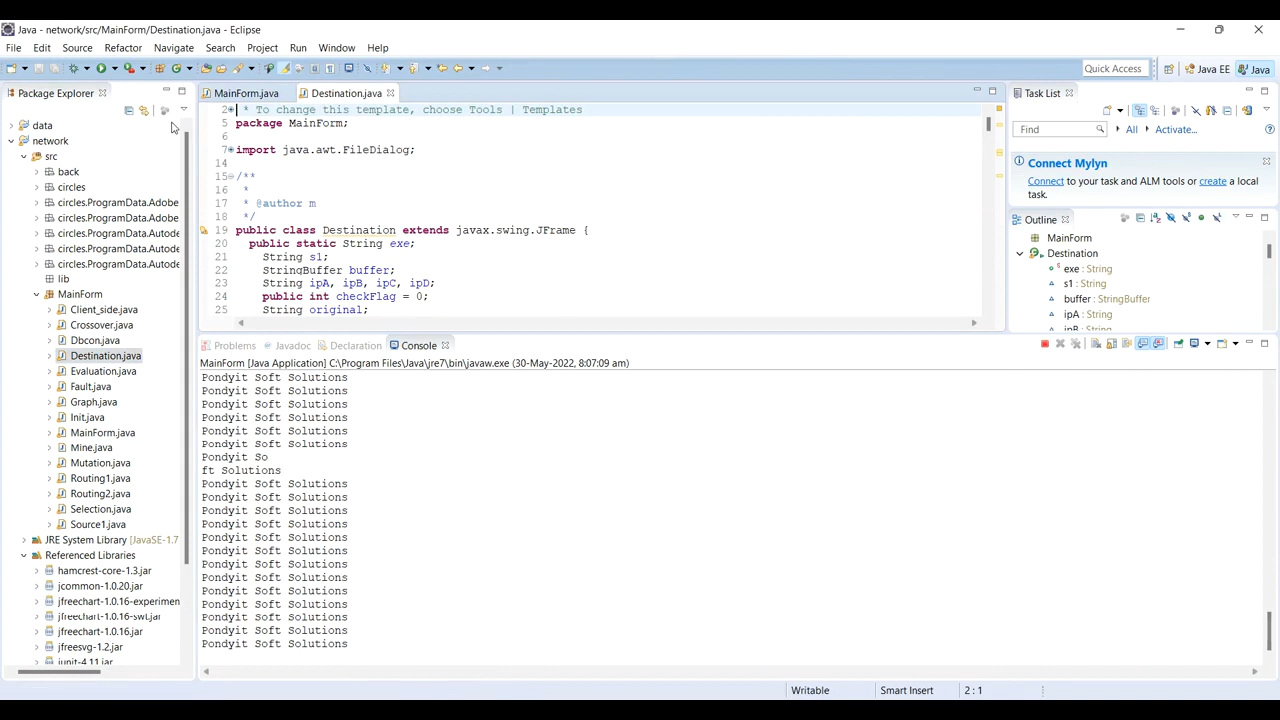 Java - network/src/MainForm/Destination.java - Eclipse
File Edit Source Refactor Navigate Search Project Run Window Help
Quick Access Java EE Java
Package Explorer
data
network
src
back
circles
circles.ProgramData.Adobe
circles.ProgramData.Adobe
circles.ProgramData.Autode
circles.ProgramData.Autode
circles.ProgramData.Autode
lib
MainForm
Client_side.java
Crossover.java
Dbcon.java
Destination.java
Evaluation.java
Fault.java
Graph.java
Init.java
MainForm.java
Mine.java
Mutation.java
Routing1.java
Routing2.java
Selection.java
Source1.java
JRE System Library [JavaSE-1.7
Referenced Libraries
hamcrest-core-1.3.jar
jcommon-1.0.20.jar
jfreechart-1.0.16-experimen
jfreechart-1.0.16-swt.jar
jfreechart-1.0.16.jar
jfreesvg-1.2.jar
junit-4.11.jar
MainForm.java Destination.java
2 * To change this template, choose Tools | Templates
5 package MainForm;
6
7 import java.awt.FileDialog;
14
15 /**
16 *
17 * @author m
18 */
19 public class Destination extends javax.swing.JFrame {
20 public static String exe;
21 String s1;
22 StringBuffer buffer;
23 String ipA, ipB, ipC, ipD;
24 public int checkFlag = 0;
25 String original;
Task List
Find All Activate...
Connect Mylyn
Connect to your task and ALM tools or create a local
task.
Outline
MainForm
Destination
exe : String
s1 : String
buffer : StringBuffer
ipA : String
ipB : String
Problems Javadoc Declaration Console
MainForm [Java Application] C:\Program Files\Java\jre7\bin\javaw.exe (30-May-2022, 8:07:09 am)
Pondyit Soft Solutions
Pondyit Soft Solutions
Pondyit Soft Solutions
Pondyit Soft Solutions
Pondyit Soft Solutions
Pondyit Soft Solutions
Pondyit So
ft Solutions
Pondyit Soft Solutions
Pondyit Soft Solutions
Pondyit Soft Solutions
Pondyit Soft Solutions
Pondyit Soft Solutions
Pondyit Soft Solutions
Pondyit Soft Solutions
Pondyit Soft Solutions
Pondyit Soft Solutions
Pondyit Soft Solutions
Pondyit Soft Solutions
Pondyit Soft Solutions
Pondyit Soft Solutions
Writable Smart Insert 2 : 1